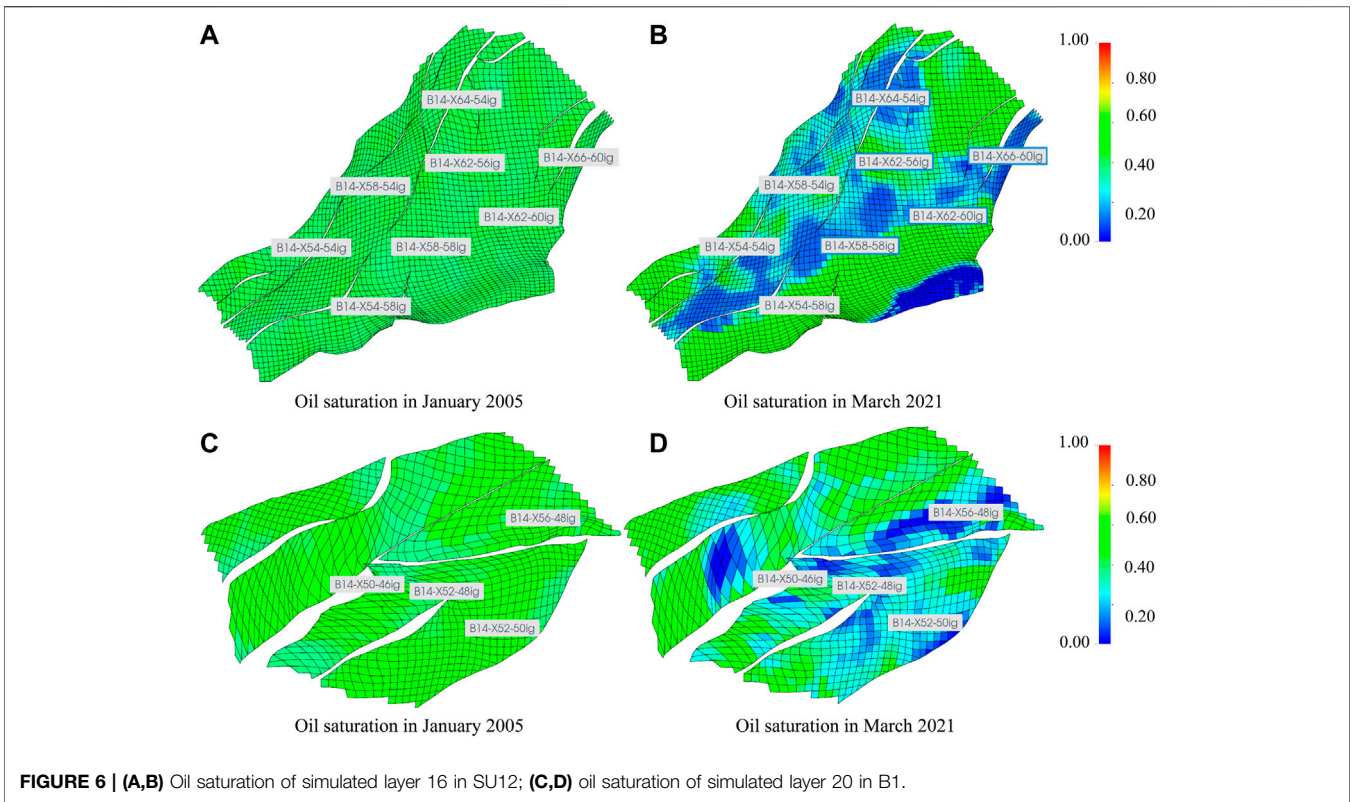 A
B14-X64-54ig
B14-X62-56ig
B14-X66-60ig
B14-X58-54ig
B14-X62-60ig
B14-X54-54ig
B14-X58-58ig
B14-X54-58ig
Oil saturation in January 2005
B
B14-X64-54ig
B14-X62-56ig
B14-X66-60ig
B14-X58-54ig
B14-X62-60ig
B14-X54-54ig
B14-X58-58ig
B14-X54-58ig
Oil saturation in March 2021
1.00
0.80
0.60
0.40
0.20
0.00
C
B14-X56-48ig
B14-X50-46ig
B14-X52-48ig
B14-X52-50ig
Oil saturation in January 2005
D
B14-X56-48ig
B14-X50-46ig
B14-X52-48ig
B14-X52-50ig
Oil saturation in March 2021
1.00
0.80
0.60
0.40
0.20
0.00
FIGURE 6 | (A,B) Oil saturation of simulated layer 16 in SU12; (C,D) oil saturation of simulated layer 20 in B1.